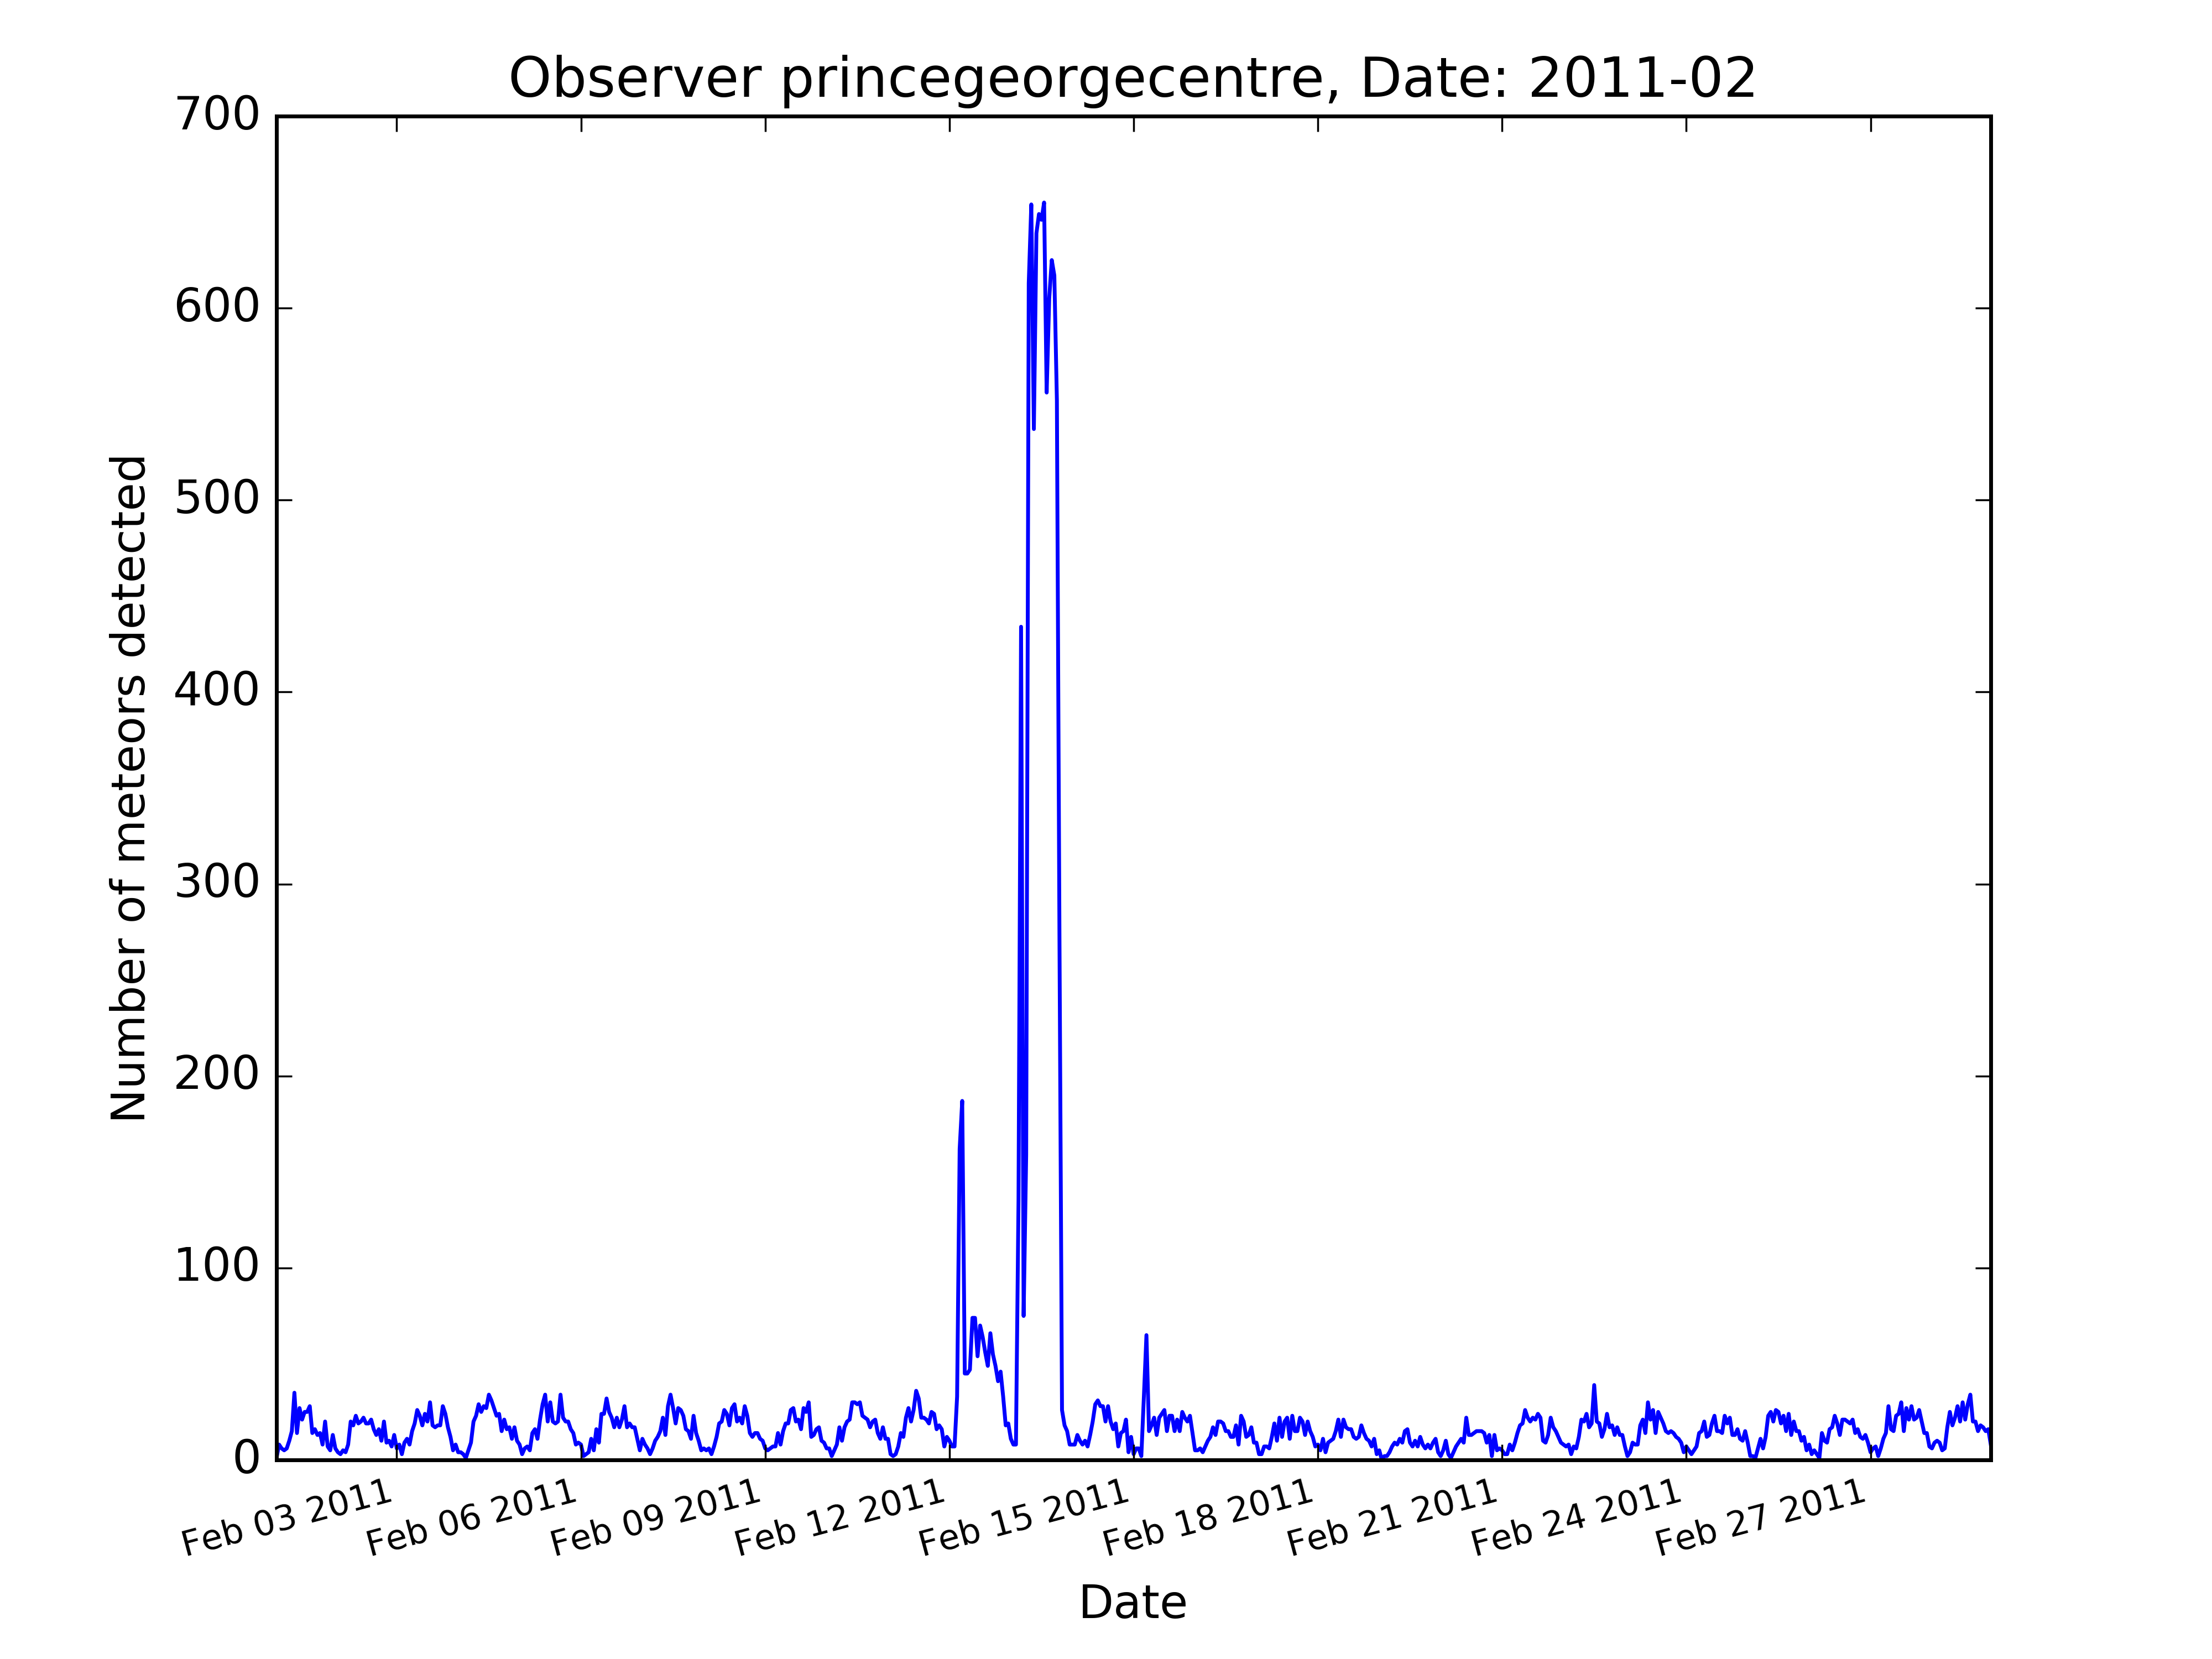 Observer princegeorgecentre, Date: 2011-02
700
600
500
400
300
200
100
0
Number of meteors detected
Feb 03 2011
Feb 06 2011
Feb 09 2011
Feb 12 2011
Feb 15 2011
Feb 18 2011
Feb 21 2011
Feb 24 2011
Feb 27 2011
Date